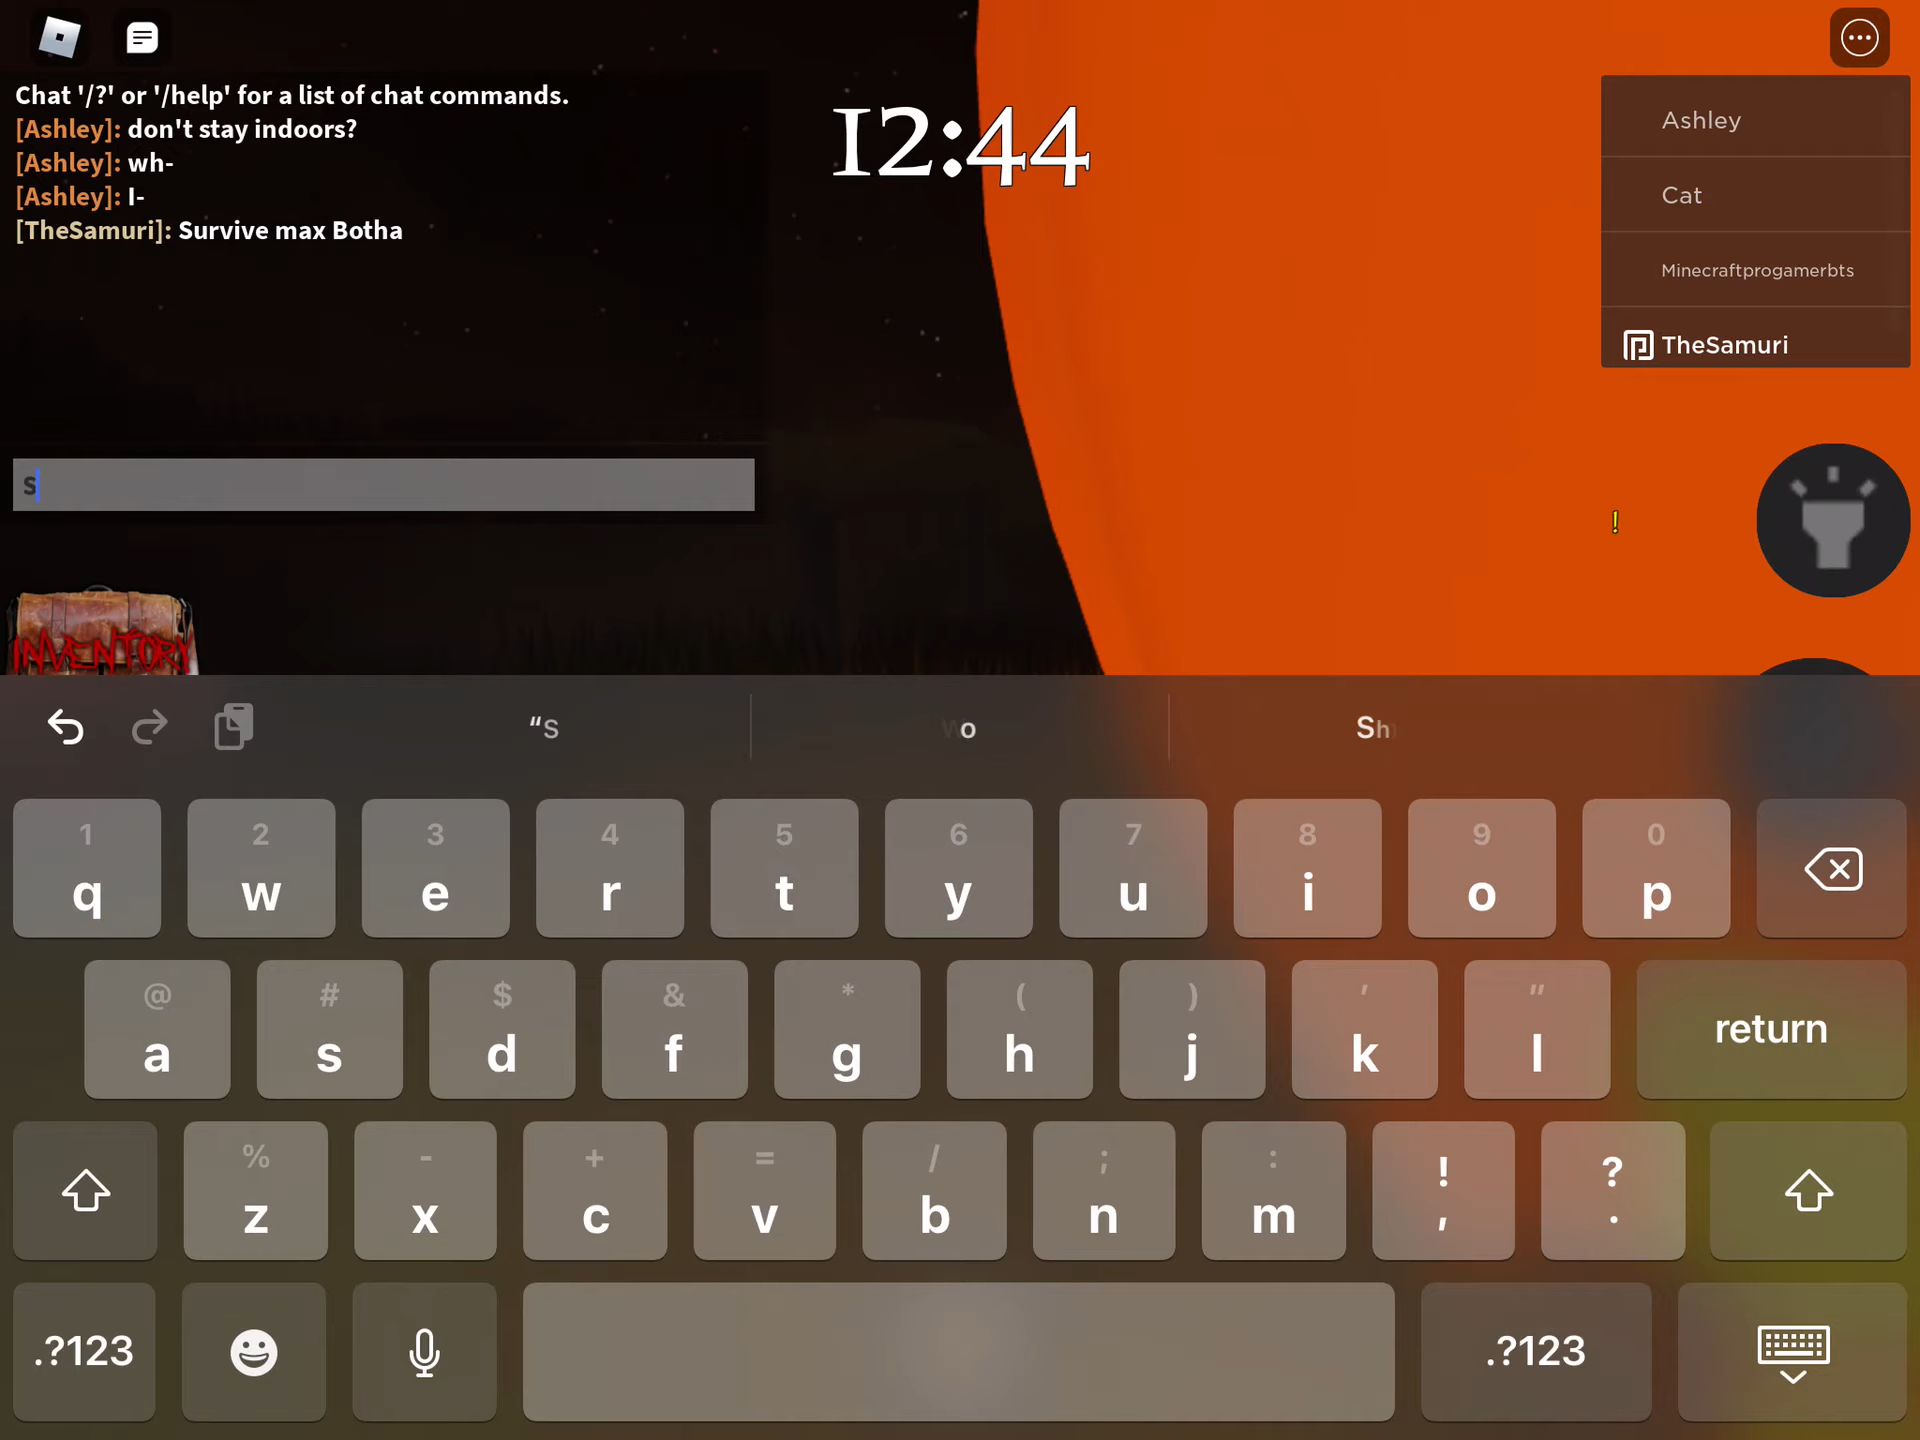 Chat '/?' or '/help' for a list of chat commands.
[Ashley]: don't stay indoors?
[Ashley]: wh-
[Ashley]: I-
[TheSamuri]: Survive max Botha
12:44
Ashley
Cat
Minecraftprogamerbts
TheSamuri
s
!
INVENTORY
“s
o
Sh
1 2 3 4 5 6 7 8 9 0
q w e r t y u i o p
@ # $ & * ( ) ' "
a s d f g h j k l return
% - + = / ; : ! ?
z x c v b n m , .
.?123 .?123